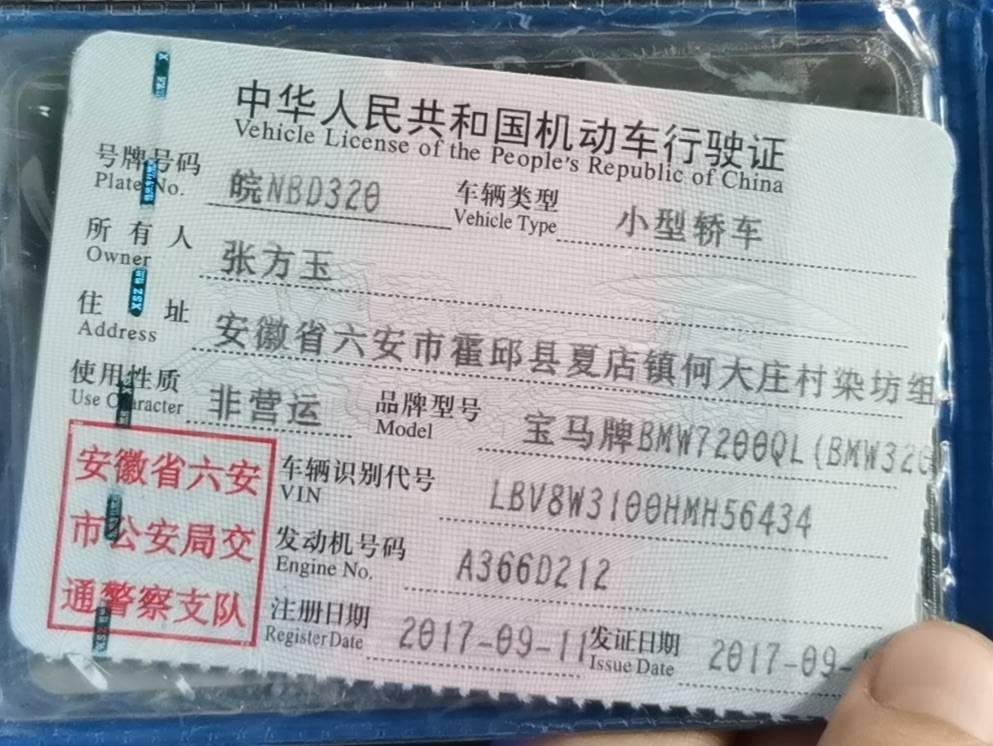 中华人民共和国机动车行驶证
Vehicle License of the People's Republic of China
号牌号码 皖NBD320 车辆类型 小型轿车
Plate No. Vehicle Type
所有人 张方玉
Owner
住址 安徽省六安市霍邱县夏店镇何大庄村染坊组
Address
使用性质 非营运 品牌型号 宝马牌BMW7200QL(BMW320
Use Character Model
安徽省六安
市公安局交
通警察支队
车辆识别代号 LBV8W3100HMH56434
VIN
发动机号码 A366D212
Engine No.
注册日期 2017-09-11 发证日期 2017-09-
Register Date Issue Date